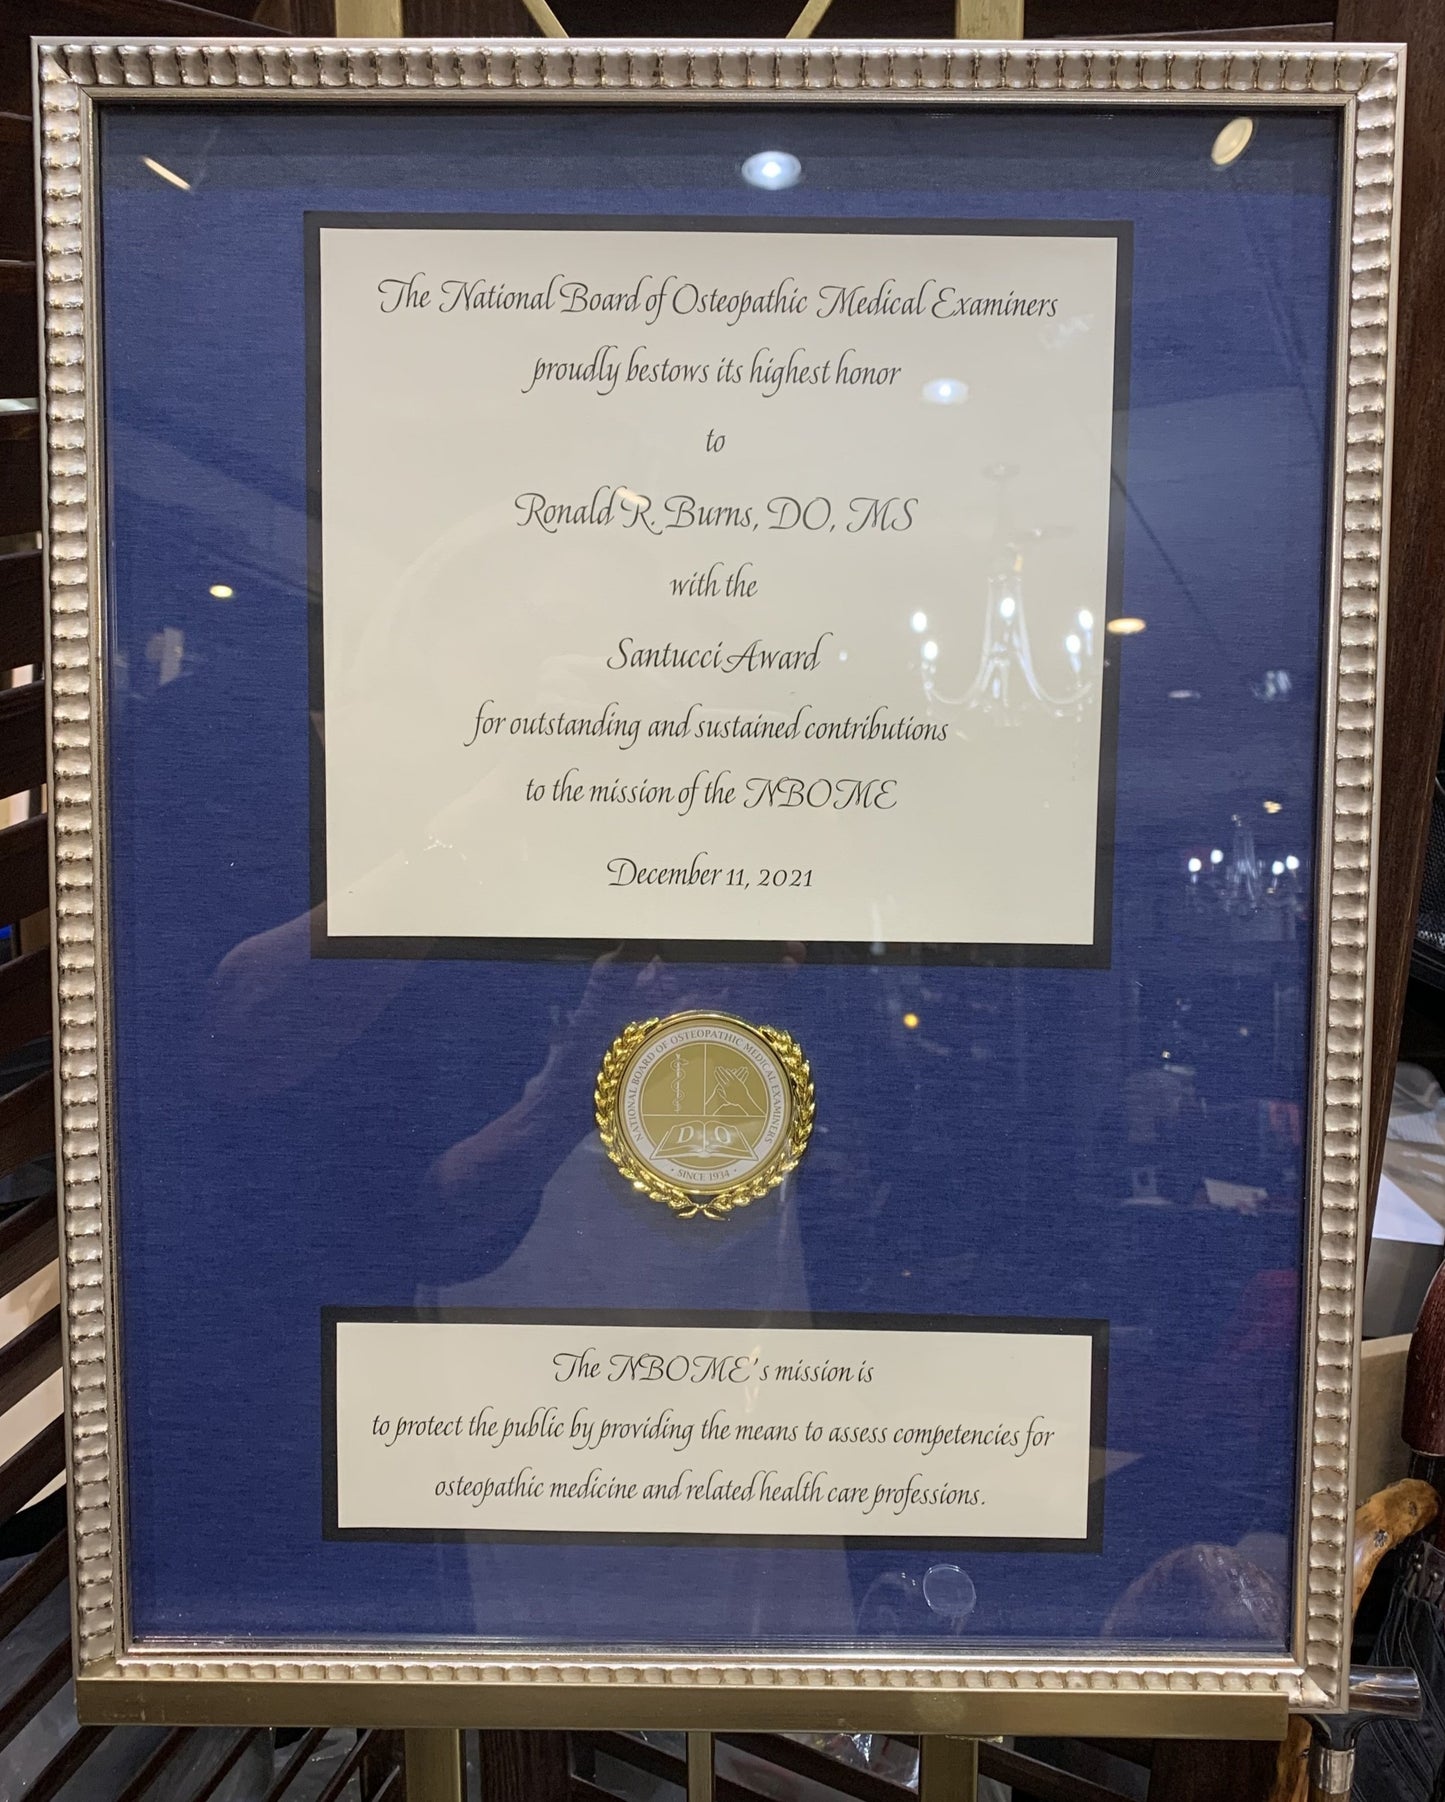 The National Board of Osteopathic Medical Examiners
proudly bestows its highest honor
to
Ronald R. Burns, DO, MS
with the
Santucci Award
for outstanding and sustained contributions
to the mission of the NBOME
December 11, 2021
NATIONAL BOARD OF OSTEOPATHIC MEDICAL EXAMINERS
D O
• SINCE 1934 •
The NBOME's mission is
to protect the public by providing the means to assess competencies for
osteopathic medicine and related health care professions.